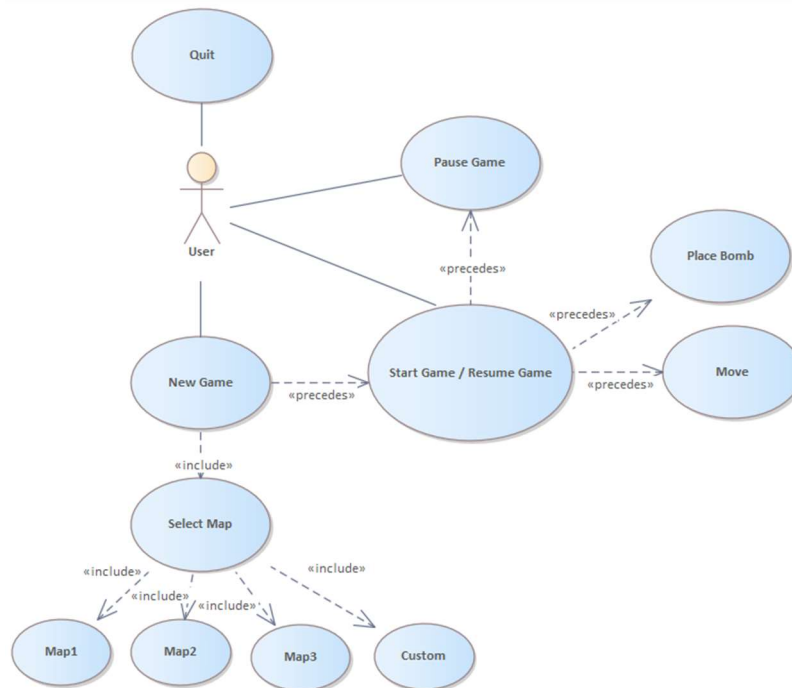 Quit
Pause Game
User
Place Bomb
«precedes»
«precedes»
New Game
Start Game / Resume Game
Move
«precedes»
«precedes»
«include»
Select Map
«include»
«include»
«include»
«include»
Map1
Map2
Map3
Custom